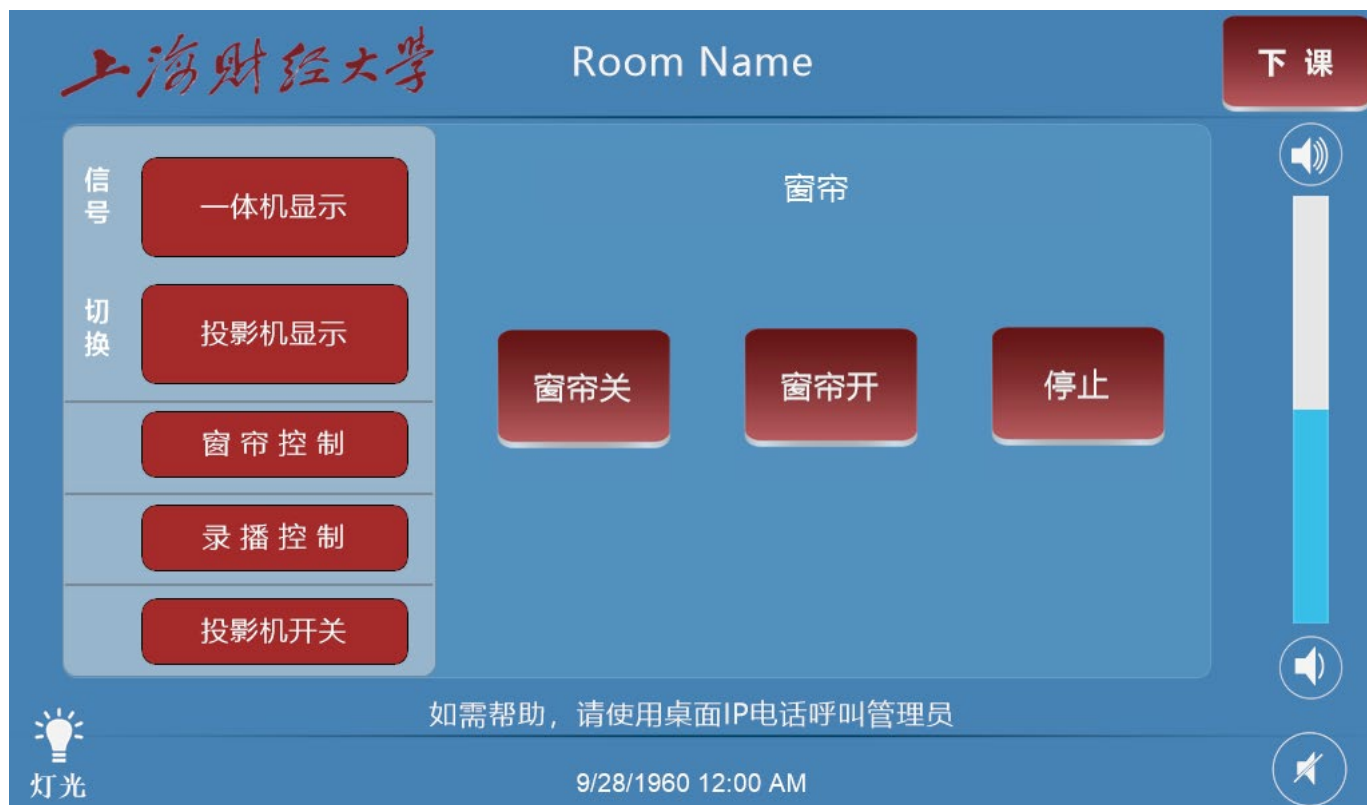 上海财经大学
Room Name
下 课
信号
一体机显示
切换
投影机显示
窗 帘 控 制
录 播 控 制
投影机开关
窗帘
窗帘关
窗帘开
停止
如需帮助，请使用桌面IP电话呼叫管理员
灯光
9/28/1960 12:00 AM